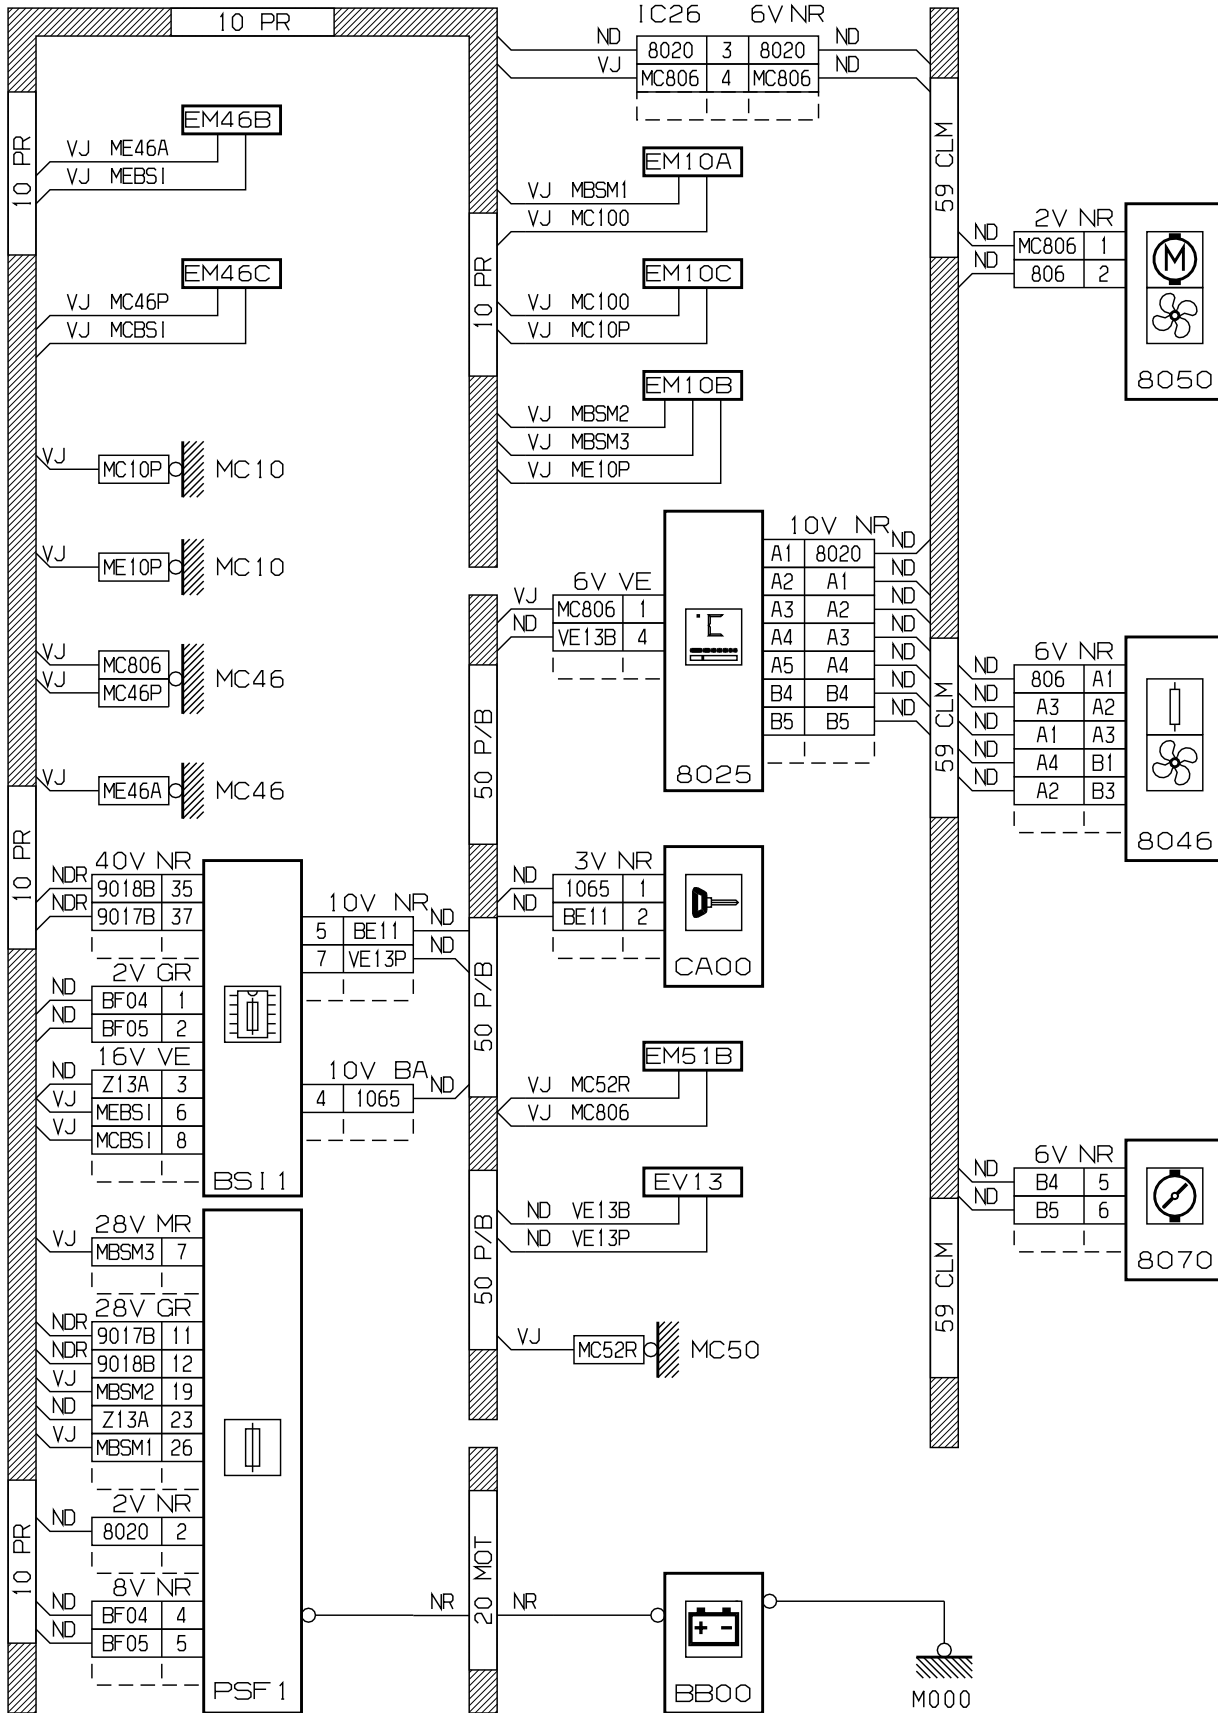 10 PR
10 PR
EM46B
VJ ME46A
VJ MEBSI
EM46C
VJ MC46P
VJ MCBSI
VJ
MC10P
MC10
VJ
ME10P
MC10
VJ
MC806
VJ
MC46P
MC46
VJ
ME46A
MC46
10 PR
40V NR
NDR 9018B 35
NDR 9017B 37
2V GR
ND BF04 1
ND BF05 2
16V VE
ND Z13A 3
VJ MEBSI 6
VJ MCBSI 8
10V NR
5 BE11 ND
7 VE13P ND
10V BA
4 1065 ND
BSI1
28V MR
VJ MBSM3 7
28V GR
NDR 9017B 11
NDR 9018B 12
VJ MBSM2 19
ND Z13A 23
VJ MBSM1 26
10 PR
2V NR
ND 8020 2
8V NR
ND BF04 4
ND BF05 5
PSF1
NR
IC26 6V NR
ND 8020 3 8020 ND
VJ MC806 4 MC806 ND
EM10A
VJ MBSM1
VJ MC100
10 PR
EM10C
VJ MC100
VJ MC10P
EM10B
VJ MBSM2
VJ MBSM3
VJ ME10P
6V VE
VJ MC806 1
ND VE13B 4
°C
10V NR
A1 8020 ND
A2 A1 ND
A3 A2 ND
A4 A3 ND
A5 A4 ND
B4 B4 ND
B5 B5 ND
8025
50 P/B
3V NR
ND 1065 1
ND BE11 2
CA00
50 P/B
EM51B
VJ MC52R
VJ MC806
EV13
ND VE13B
ND VE13P
50 P/B
VJ
MC52R
MC50
20 MOT
NR
+ -
BB00
M000
59 CLM
2V NR
ND MC806 1
ND 806 2
M
8050
59 CLM
6V NR
ND 806 A1
ND A3 A2
ND A1 A3
ND A4 B1
ND A2 B3
8046
6V NR
ND B4 5
ND B5 6
8070
59 CLM